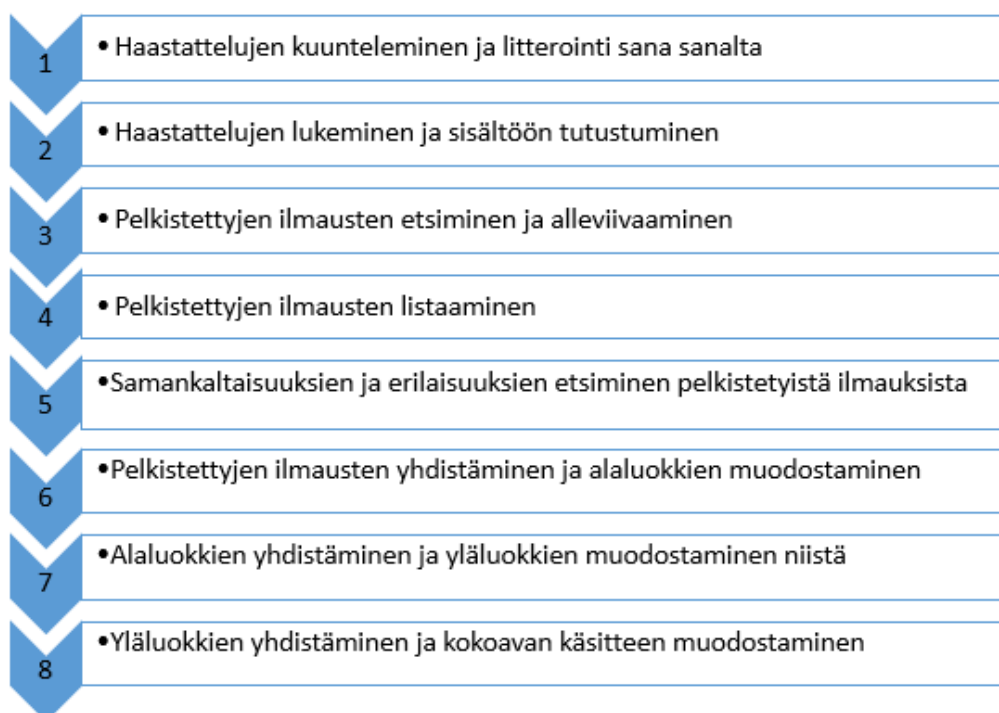 1 • Haastattelujen kuunteleminen ja litterointi sana sanalta
2 • Haastattelujen lukeminen ja sisältöön tutustuminen
3 • Pelkistettyjen ilmausten etsiminen ja alleviivaaminen
4 • Pelkistettyjen ilmausten listaaminen
5 •Samankaltaisuuksien ja erilaisuuksien etsiminen pelkistetyistä ilmauksista
6 •Pelkistettyjen ilmausten yhdistäminen ja alaluokkien muodostaminen
7 •Alaluokkien yhdistäminen ja yläluokkien muodostaminen niistä
8 •Yläluokkien yhdistäminen ja kokoavan käsitteen muodostaminen